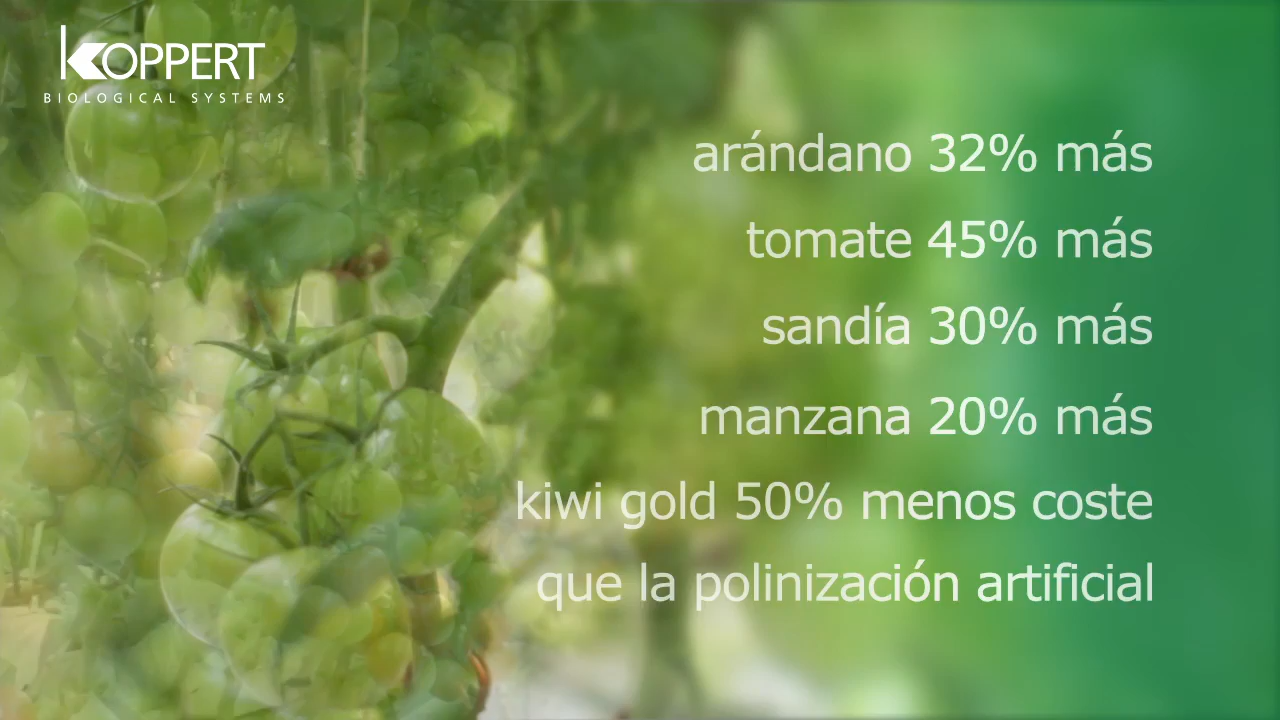 KOPPERT
BIOLOGICAL SYSTEMS
arándano 32% más
tomate 45% más
sandía 30% más
manzana 20% más
kiwi gold 50% menos coste
que la polinización artificial